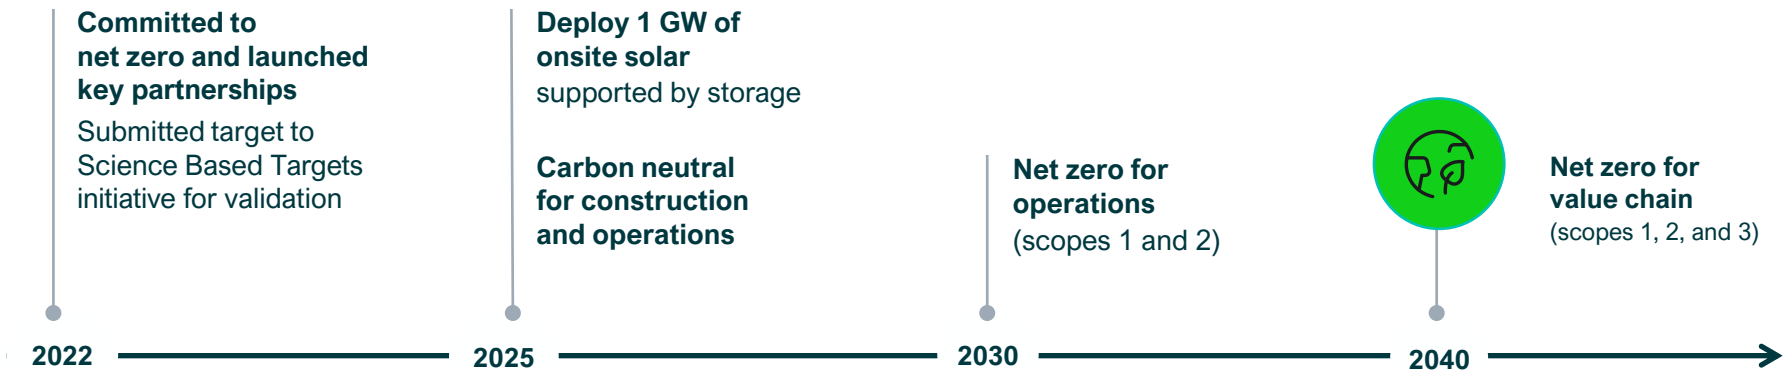 Committed to
net zero and launched
key partnerships
Submitted target to
Science Based Targets
initiative for validation
2022
Deploy 1 GW of
onsite solar
supported by storage
Carbon neutral
for construction
and operations
2025
Net zero for
operations
(scopes 1 and 2)
2030
Net zero for
value chain
(scopes 1, 2, and 3)
2040